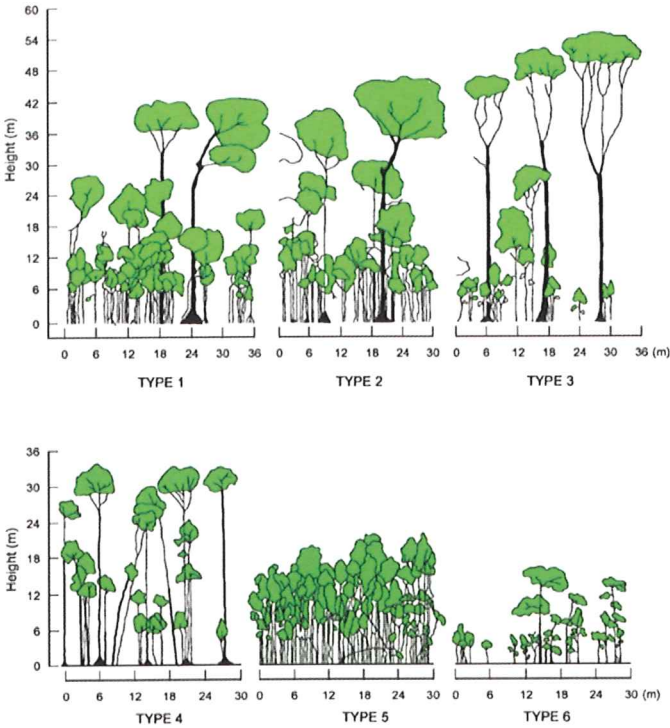 Height (m)
60
54
48
42
36
30
24
18
12
6
0
0 6 12 18 24 30 36
0 6 12 18 24 30
0 6 12 18 24 30 36 (m)
TYPE 1
TYPE 2
TYPE 3
Height (m)
36
30
24
18
12
6
0
0 6 12 18 24 30
0 6 12 18 24 30
0 6 12 18 24 30 (m)
TYPE 4
TYPE 5
TYPE 6